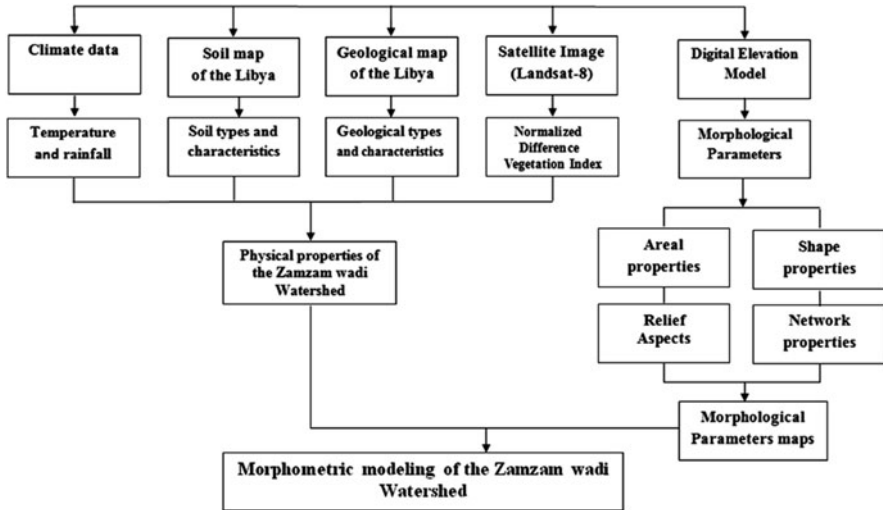 Climate data
Soil map
of the Libya
Geological map
of the Libya
Satellite Image
(Landsat-8)
Digital Elevation
Model
Temperature
and rainfall
Soil types and
characteristics
Geological types
and characteristics
Normalized
Difference
Vegetation Index
Morphological
Parameters
Physical properties of
the Zamzam wadi
Watershed
Areal
properties
Shape
properties
Relief
Aspects
Network
properties
Morphological
Parameters maps
Morphometric modeling of the Zamzam wadi
Watershed